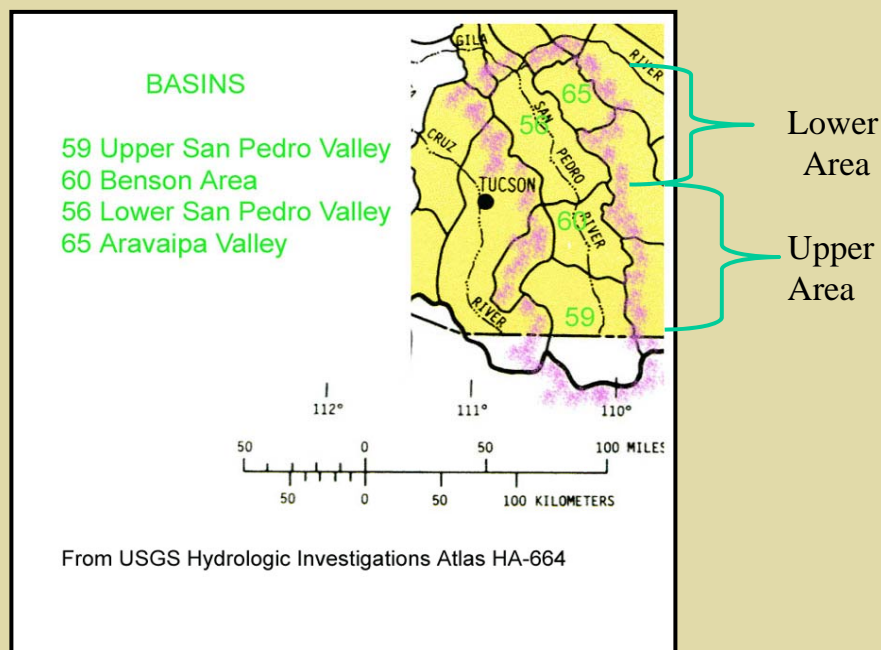 BASINS
59 Upper San Pedro Valley
60 Benson Area
56 Lower San Pedro Valley
65 Aravaipa Valley
GILA
RIVER
65
SAN
56
CRUZ
PEDRO
TUCSON
RIVER
60
RIVER
59
112° 111° 110°
50 0 50 100 MILES
50 0 50 100 KILOMETERS
From USGS Hydrologic Investigations Atlas HA-664
Lower
Area
Upper
Area